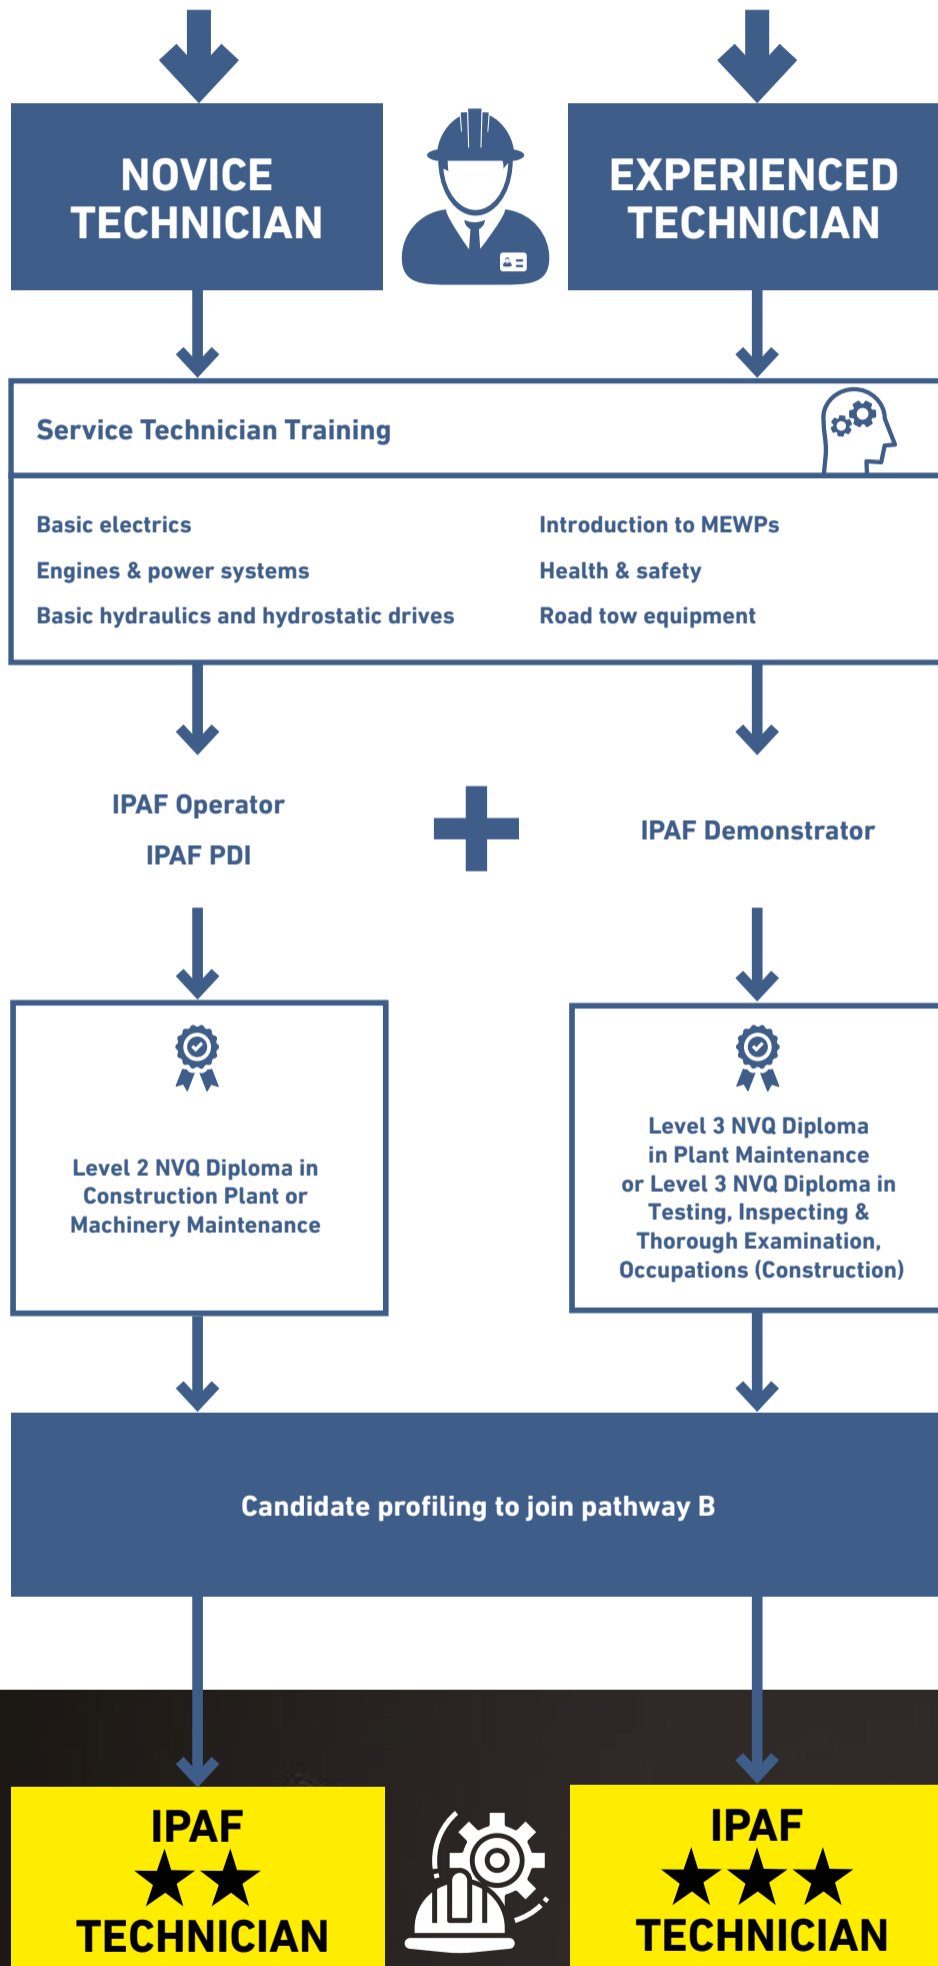 NOVICE
TECHNICIAN
EXPERIENCED
TECHNICIAN
Service Technician Training
Basic electrics
Engines & power systems
Basic hydraulics and hydrostatic drives
Introduction to MEWPs
Health & safety
Road tow equipment
IPAF Operator
IPAF PDI
IPAF Demonstrator
Level 2 NVQ Diploma in
Construction Plant or
Machinery Maintenance
Level 3 NVQ Diploma
in Plant Maintenance
or Level 3 NVQ Diploma in
Testing, Inspecting &
Thorough Examination,
Occupations (Construction)
Candidate profiling to join pathway B
IPAF
TECHNICIAN
IPAF
TECHNICIAN